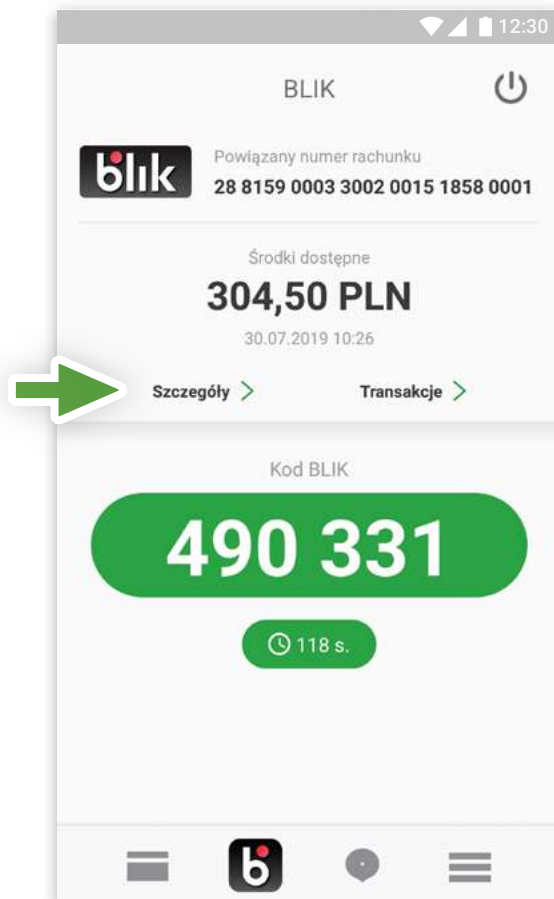 12:30
BLIK
blik
Powiązany numer rachunku
28 8159 0003 3002 0015 1858 0001
Środki dostępne
304,50 PLN
30.07.2019 10:26
Szczegóły
Transakcje
Kod BLIK
490 331
118 s.
b